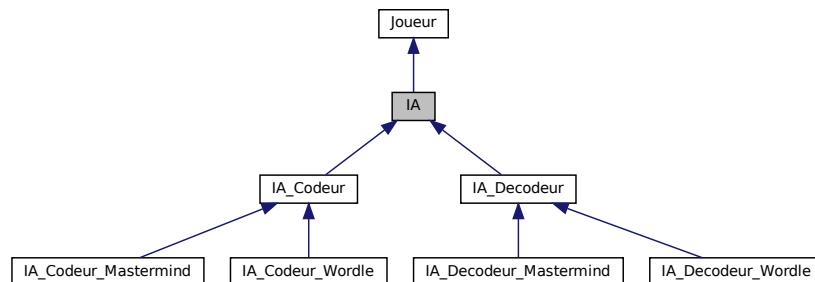 Joueur
IA
IA_Codeur
IA_Decodeur
IA_Codeur_Mastermind
IA_Codeur_Wordle
IA_Decodeur_Mastermind
IA_Decodeur_Wordle